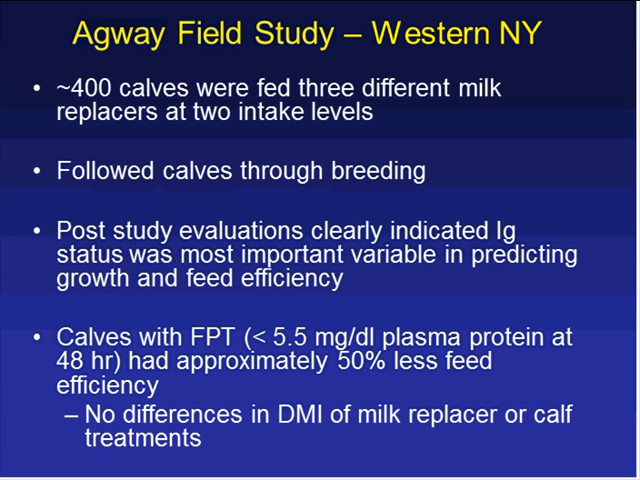 Agway Field Study – Western NY
• ~400 calves were fed three different milk
replacers at two intake levels
• Followed calves through breeding
• Post study evaluations clearly indicated Ig
status was most important variable in predicting
growth and feed efficiency
• Calves with FPT (< 5.5 mg/dl plasma protein at
48 hr) had approximately 50% less feed
efficiency
– No differences in DMI of milk replacer or calf
treatments